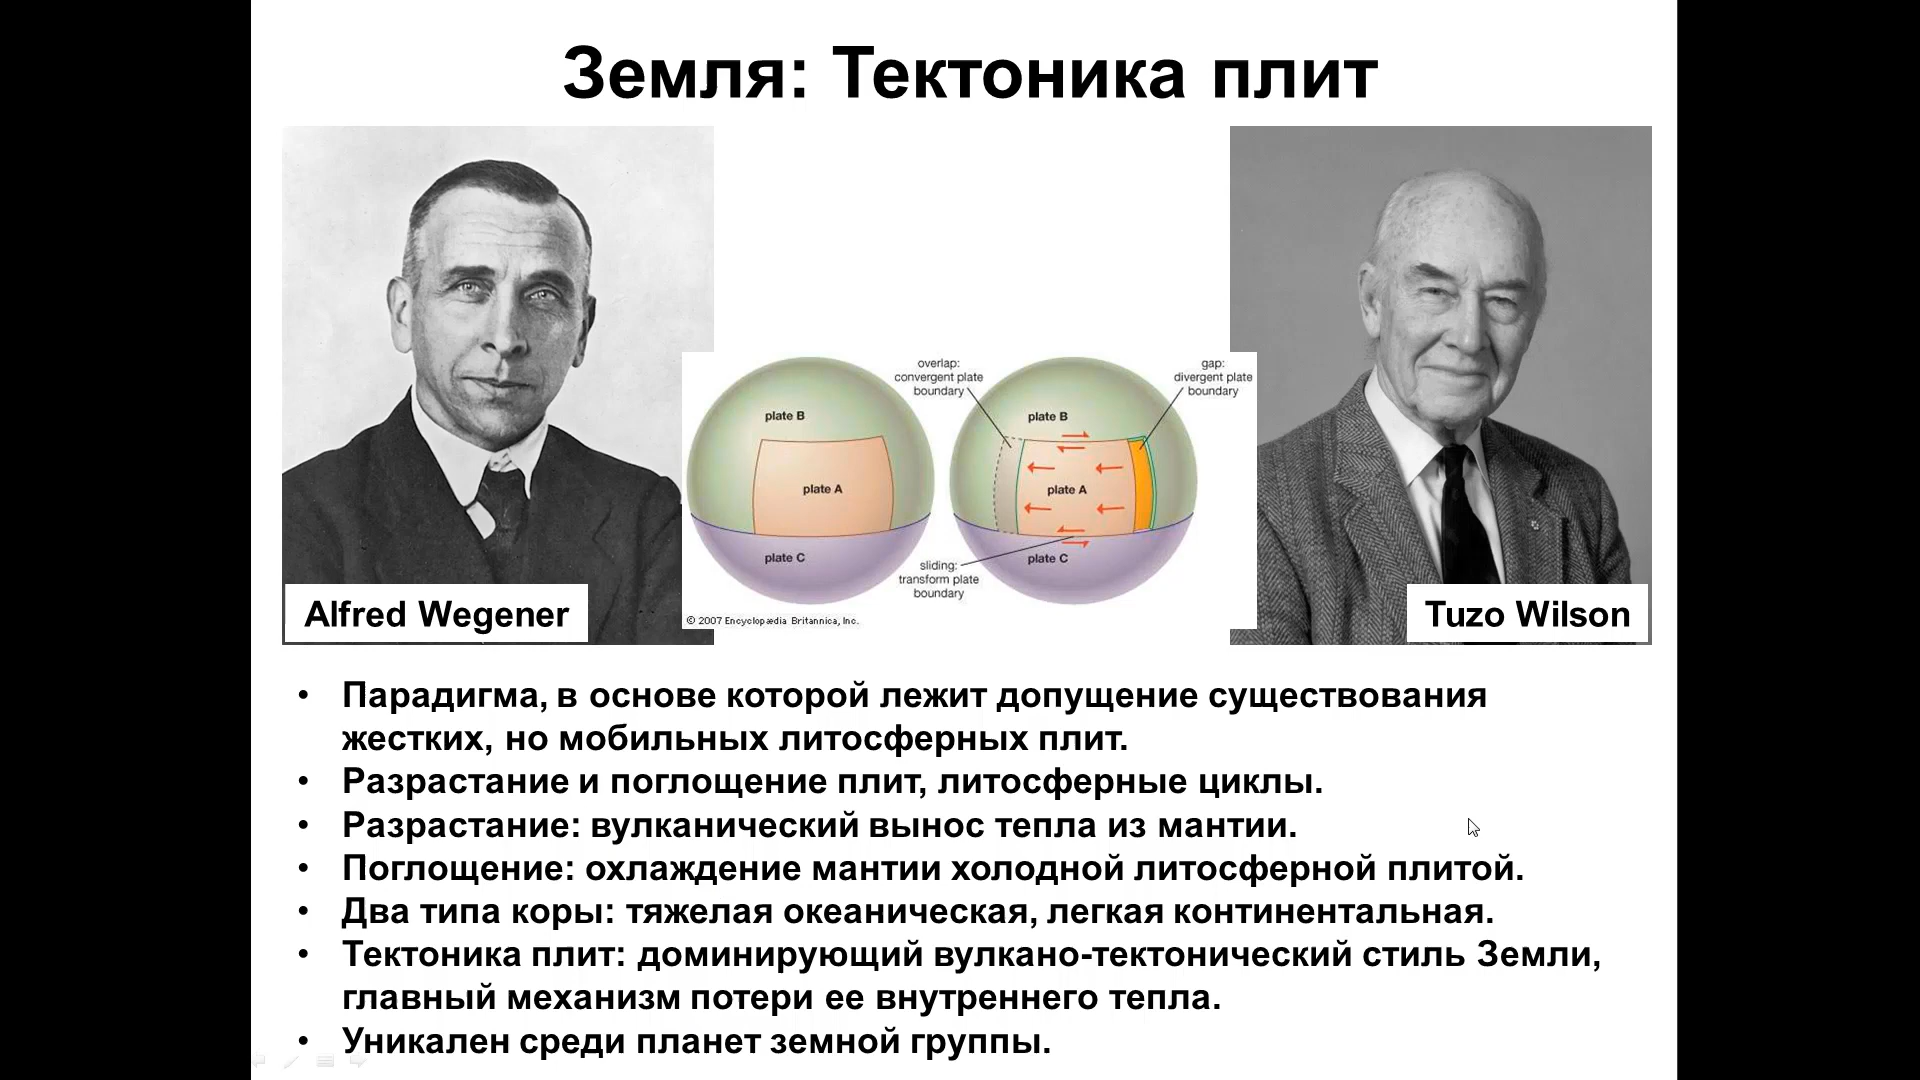 Земля: Тектоника плит
overlap:
convergent plate
boundary
gap:
divergent plate
boundary
plate B
plate A
plate C
plate B
plate A
plate C
sliding:
transform plate
boundary
© 2007 Encyclopædia Britannica, Inc.
Alfred Wegener
Tuzo Wilson
• Парадигма, в основе которой лежит допущение существования
жестких, но мобильных литосферных плит.
• Разрастание и поглощение плит, литосферные циклы.
• Разрастание: вулканический вынос тепла из мантии.
• Поглощение: охлаждение мантии холодной литосферной плитой.
• Два типа коры: тяжелая океаническая, легкая континентальная.
• Тектоника плит: доминирующий вулкано-тектонический стиль Земли,
главный механизм потери ее внутреннего тепла.
• Уникален среди планет земной группы.